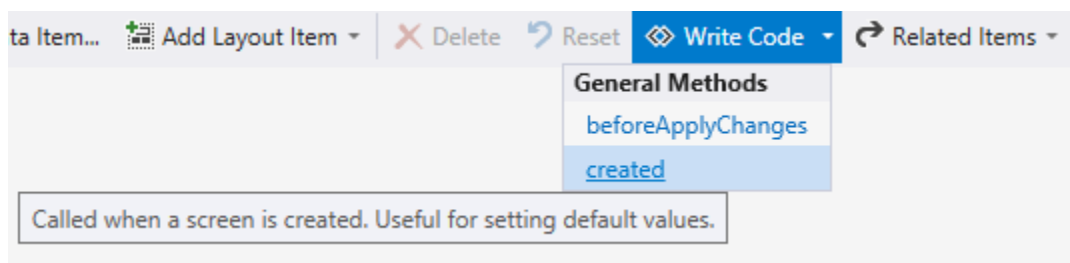 ta Item... Add Layout Item Delete Reset Write Code Related Items
General Methods
beforeApplyChanges
created
Called when a screen is created. Useful for setting default values.